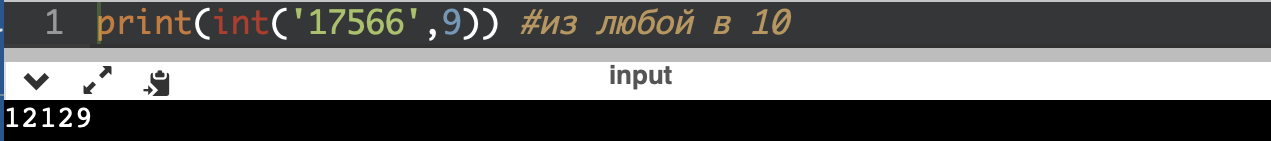 1 print(int('17566',9)) #из любой в 10
input
12129